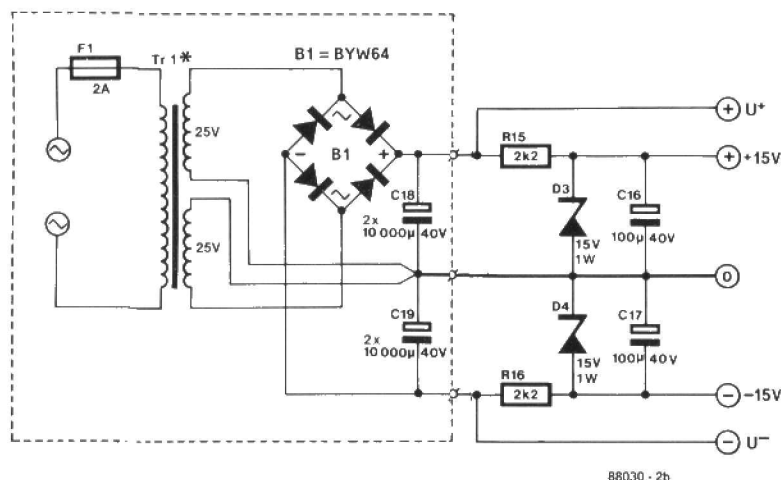 F1
2A
Tr 1*
25V
25V
B1 = BYW64
B1
−
+
C18
2x
10 000µ 40V
C19
2x
10 000µ 40V
R15
2k2
D3
15V
1W
C16
100µ 40V
D4
15V
1W
C17
100µ 40V
R16
2k2
+ U+
+ +15V
0
− −15V
− U−
88030 - 2b